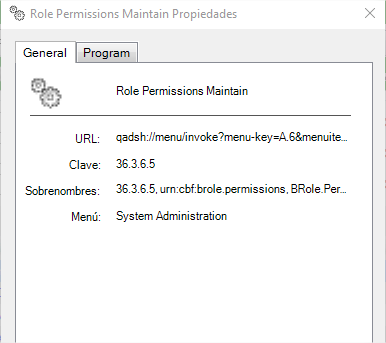 Role Permissions Maintain Propiedades
General Program
Role Permissions Maintain
URL: qadsh://menu/invoke?menu-key=A.6&menuite...
Clave: 36.3.6.5
Sobrenombres: 36.3.6.5, urn:cbf:brole.permissions, BRole.Per...
Menú: System Administration